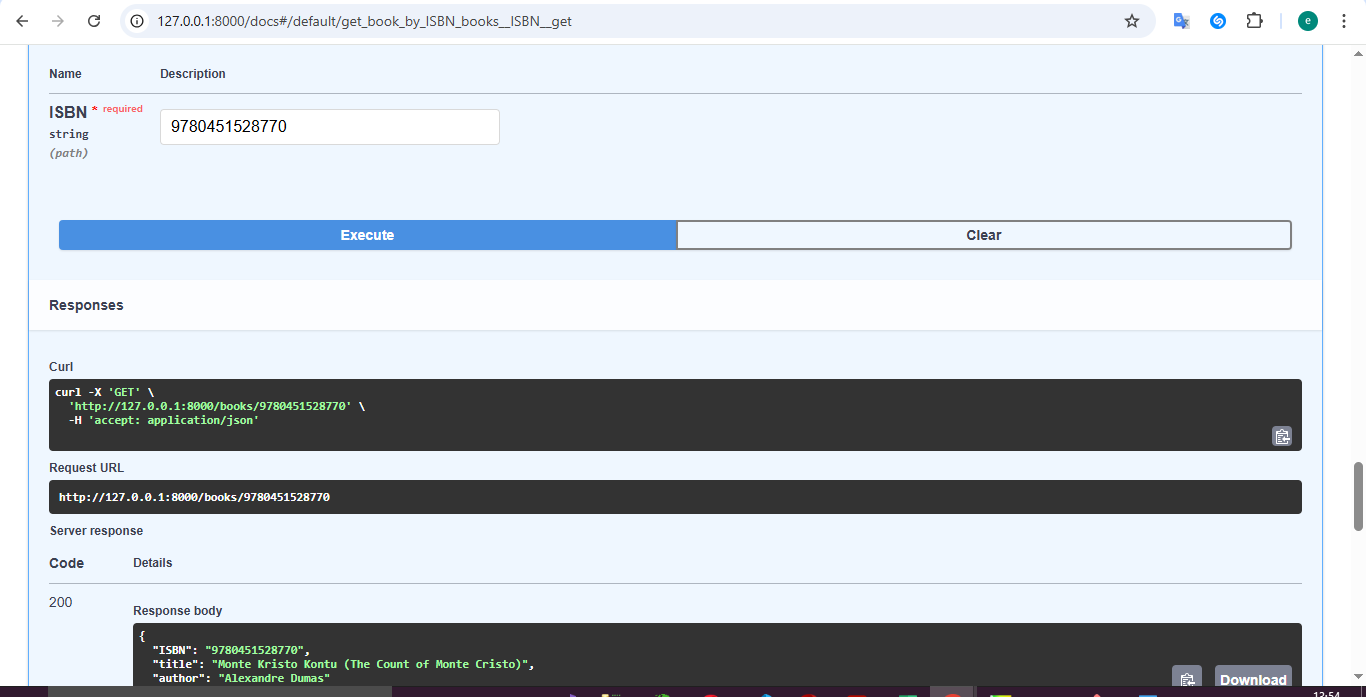 127.0.0.1:8000/docs#/default/get_book_by_ISBN_books__ISBN__get
e
Name Description
ISBN * required
string
(path)
9780451528770
Execute Clear
Responses
Curl
curl -X 'GET' \
'http://127.0.0.1:8000/books/9780451528770' \
-H 'accept: application/json'
Request URL
http://127.0.0.1:8000/books/9780451528770
Server response
Code Details
200
Response body
{
"ISBN": "9780451528770",
"title": "Monte Kristo Kontu (The Count of Monte Cristo)",
"author": "Alexandre Dumas"
Download
12:54